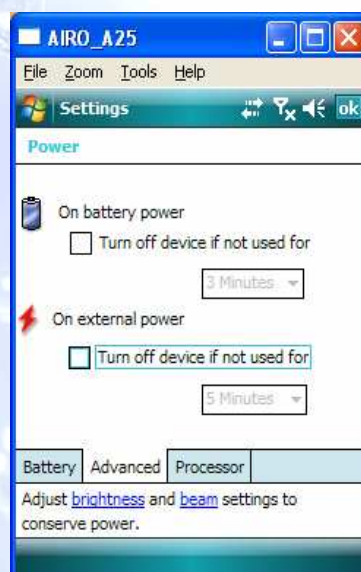 AIRO_A25
File Zoom Tools Help
Settings ok
Power
On battery power
Turn off device if not used for
3 Minutes
On external power
Turn off device if not used for
5 Minutes
Battery Advanced Processor
Adjust brightness and beam settings to
conserve power.